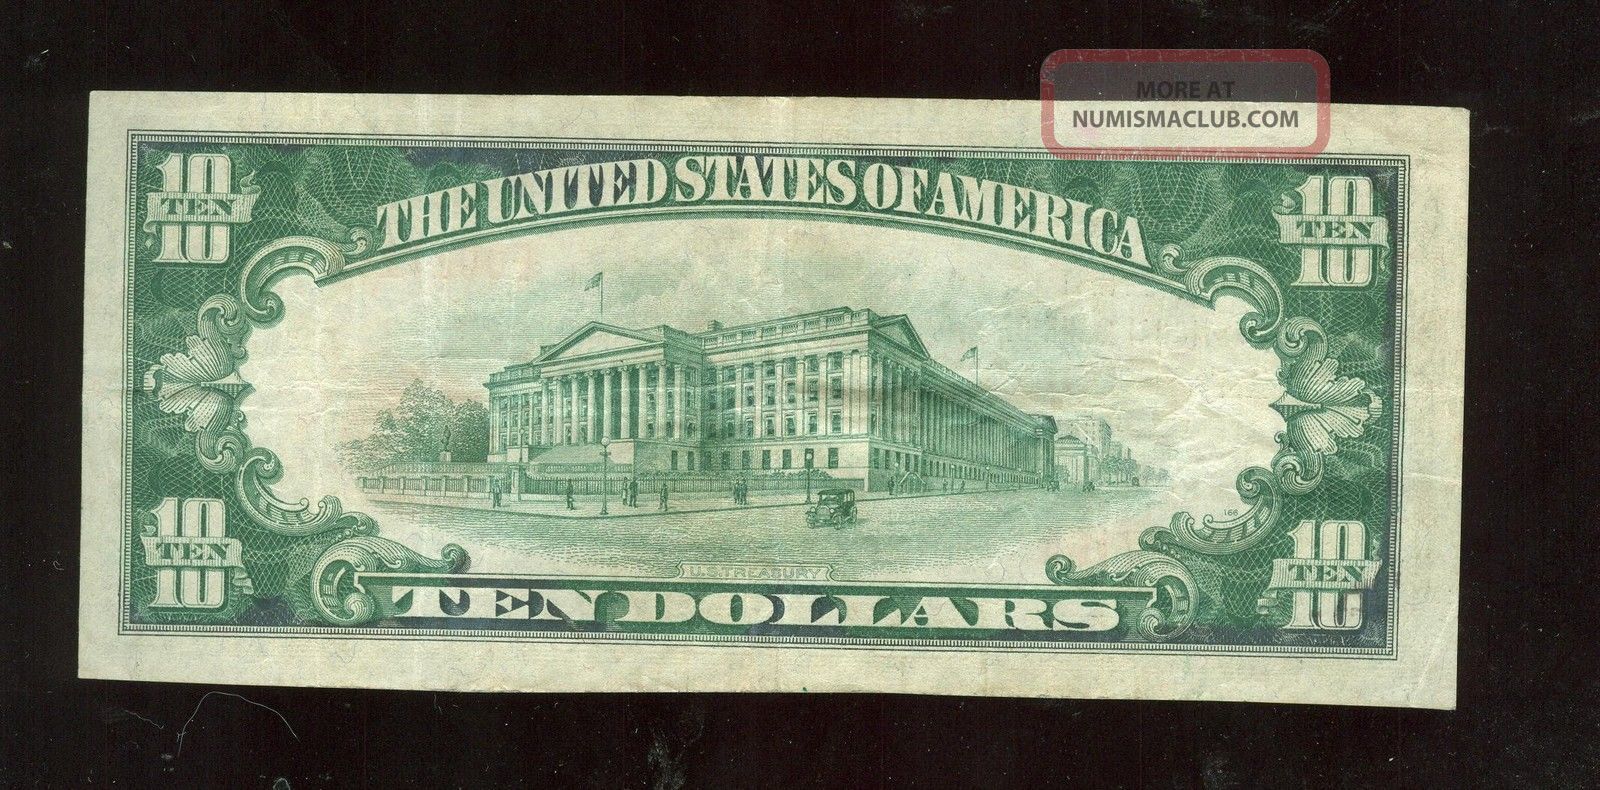 MORE AT
NUMISMACLUB.COM
THE UNITED STATES OF AMERICA
10
TEN
10
10
TEN
10
166
10
TEN
10
10
TEN
10
U.S. TREASURY
TEN DOLLARS